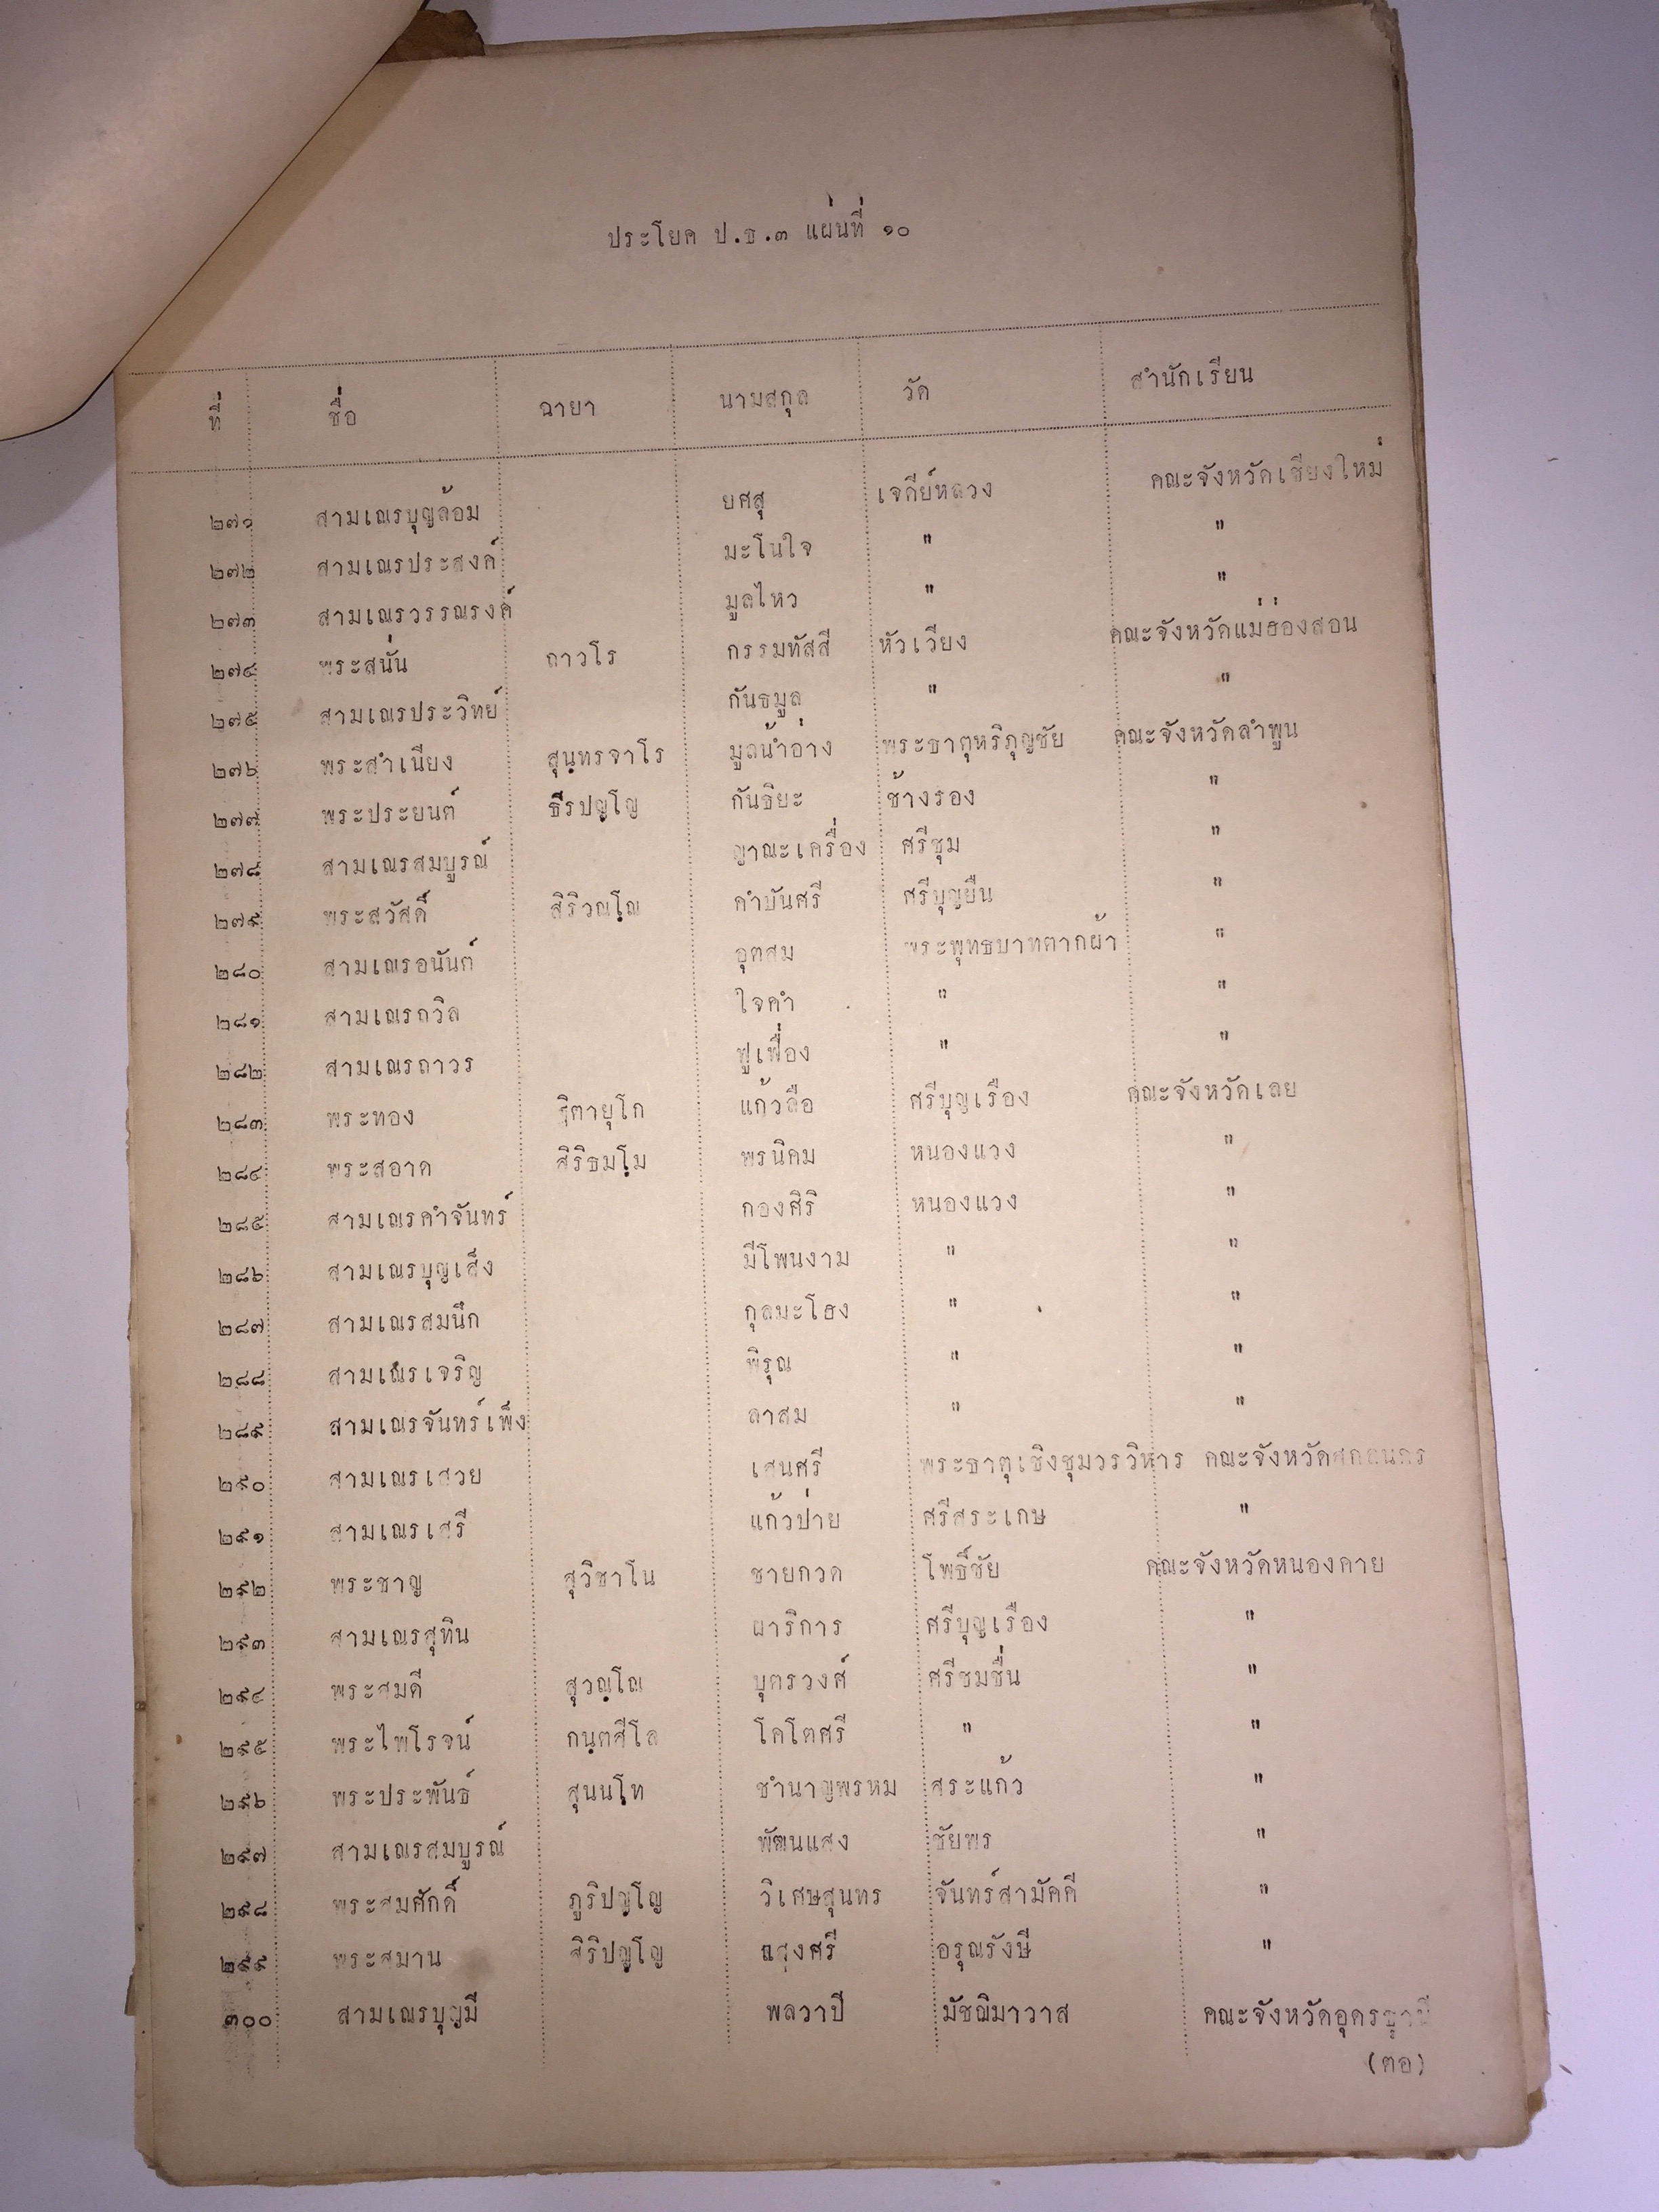 ประโยค ป.ธ.๓ แผ่นที่ ๑๐
ที่ ชื่อ ฉายา นามสกุล วัด สำนักเรียน
๒๗๑ สามเณรบุญล้อม ยศสุ เจดีย์หลวง คณะจังหวัดเชียงใหม่
๒๗๒ สามเณรประสงค์ มะโนใจ " "
๒๗๓ สามเณรวรรณรงค์ มูลไหว " "
๒๗๔ พระสนั่น ถาวโร กรรมทัสสี หัวเวียง คณะจังหวัดแม่ฮ่องสอน
๒๗๕ สามเณรประวิทย์ กันธมูล " "
๒๗๖ พระสำเนียง สุนฺทรจาโร มูลน้ำอ่าง พระธาตุหริภุญชัย คณะจังหวัดลำพูน
๒๗๗ พระประยนต์ ธีรปญฺโญ กันธิยะ ช้างรอง "
๒๗๘ สามเณรสมบูรณ์ ญาณะเครื่อง ศรีชุม "
๒๗๙ พระสวัสดิ์ สิริวณฺโณ คำบันศรี ศรีบุญยืน "
๒๘๐ สามเณรอนันต์ อุตสม พระพุทธบาทตากผ้า "
๒๘๑ สามเณรถวิล ใจคำ " "
๒๘๒ สามเณรถาวร ฟูเฟื่อง " "
๒๘๓ พระทอง ฐิตายุโก แก้วลือ ศรีบุญเรือง คณะจังหวัดเลย
๒๘๔ พระสอาด สิริธมฺโม พรนิคม หนองแวง "
๒๘๕ สามเณรคำจันทร์ กองศิริ หนองแวง "
๒๘๖ สามเณรบุญเส็ง มีโพนงาม " "
๒๘๗ สามเณรสมนึก กุลมะโฮง " "
๒๘๘ สามเณรเจริญ พิรุณ " "
๒๘๙ สามเณรจันทร์เพ็ง ลาสม " "
๒๙๐ สามเณรเสวย เสนศรี พระธาตุเชิงชุมวรวิหาร คณะจังหวัดสกลนคร
๒๙๑ สามเณรเสรี แก้วป่าย ศรีสระเกษ "
๒๙๒ พระชาญ สุวิชาโน ชายกวด โพธิ์ชัย คณะจังหวัดหนองคาย
๒๙๓ สามเณรสุทิน ผาริการ ศรีบุญเรือง "
๒๙๔ พระสมดี สุวณฺโณ บุตรวงศ์ ศรีชมชื่น "
๒๙๕ พระไพโรจน์ กนฺตสีโล โคโตศรี " "
๒๙๖ พระประพันธ์ สุนนฺโท ชำนาญพรหม สระแก้ว "
๒๙๗ สามเณรสมบูรณ์ พัฒนแสง ชัยพร "
๒๙๘ พระสมศักดิ์ ภูริปญฺโญ วิเศษสุนทร จันทร์สามัคคี "
๒๙๙ พระสมาน สิริปญฺโญ แสงศรี อรุณรังษี "
๓๐๐ สามเณรบุญมี พลวาปี มัชฌิมาวาส คณะจังหวัดอุดรธานี
(ตอ)